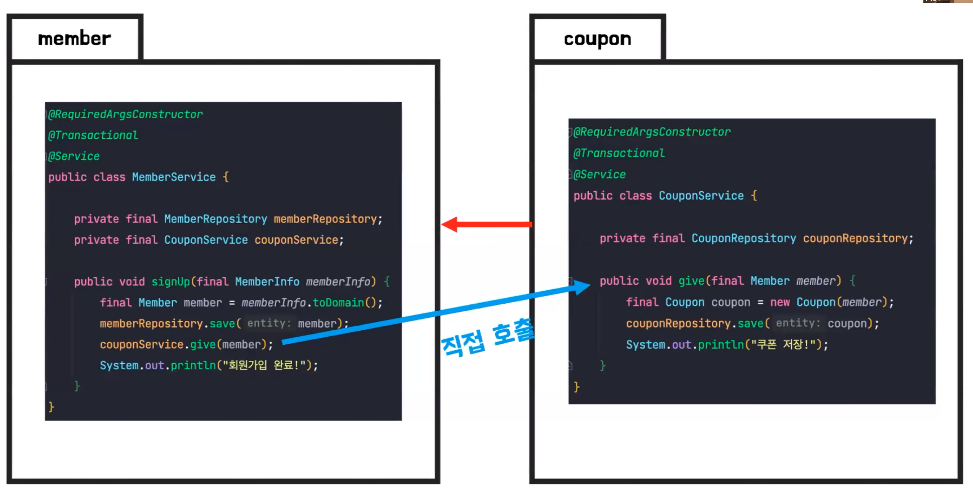 member
@RequiredArgsConstructor
@Transactional
@Service
public class MemberService {
private final MemberRepository memberRepository;
private final CouponService couponService;
public void signUp(final MemberInfo memberInfo) {
final Member member = memberInfo.toDomain();
memberRepository.save( entity: member);
couponService.give(member);
System.out.println("회원가입 완료!");
}
}
직접 호출
coupon
@RequiredArgsConstructor
@Transactional
@Service
public class CouponService {
private final CouponRepository couponRepository;
public void give(final Member member) {
final Coupon coupon = new Coupon(member);
couponRepository.save( entity: coupon);
System.out.println("쿠폰 저장!");
}
}